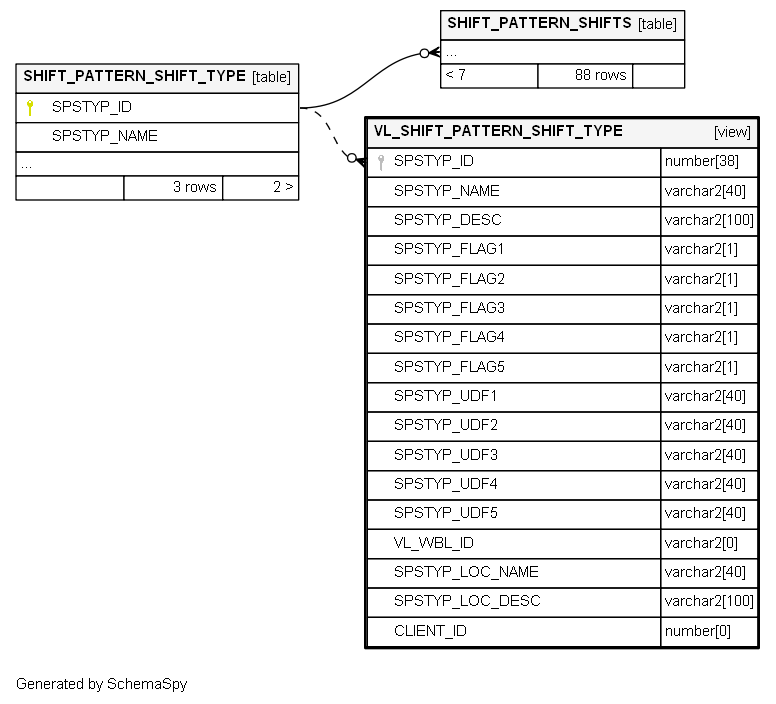 SHIFT_PATTERN_SHIFTS [table]
...
< 7 88 rows
SHIFT_PATTERN_SHIFT_TYPE [table]
SPSTYP_ID
SPSTYP_NAME
...
3 rows 2 >
VL_SHIFT_PATTERN_SHIFT_TYPE [view]
SPSTYP_ID number[38]
SPSTYP_NAME varchar2[40]
SPSTYP_DESC varchar2[100]
SPSTYP_FLAG1 varchar2[1]
SPSTYP_FLAG2 varchar2[1]
SPSTYP_FLAG3 varchar2[1]
SPSTYP_FLAG4 varchar2[1]
SPSTYP_FLAG5 varchar2[1]
SPSTYP_UDF1 varchar2[40]
SPSTYP_UDF2 varchar2[40]
SPSTYP_UDF3 varchar2[40]
SPSTYP_UDF4 varchar2[40]
SPSTYP_UDF5 varchar2[40]
VL_WBL_ID varchar2[0]
SPSTYP_LOC_NAME varchar2[40]
SPSTYP_LOC_DESC varchar2[100]
CLIENT_ID number[0]
Generated by SchemaSpy